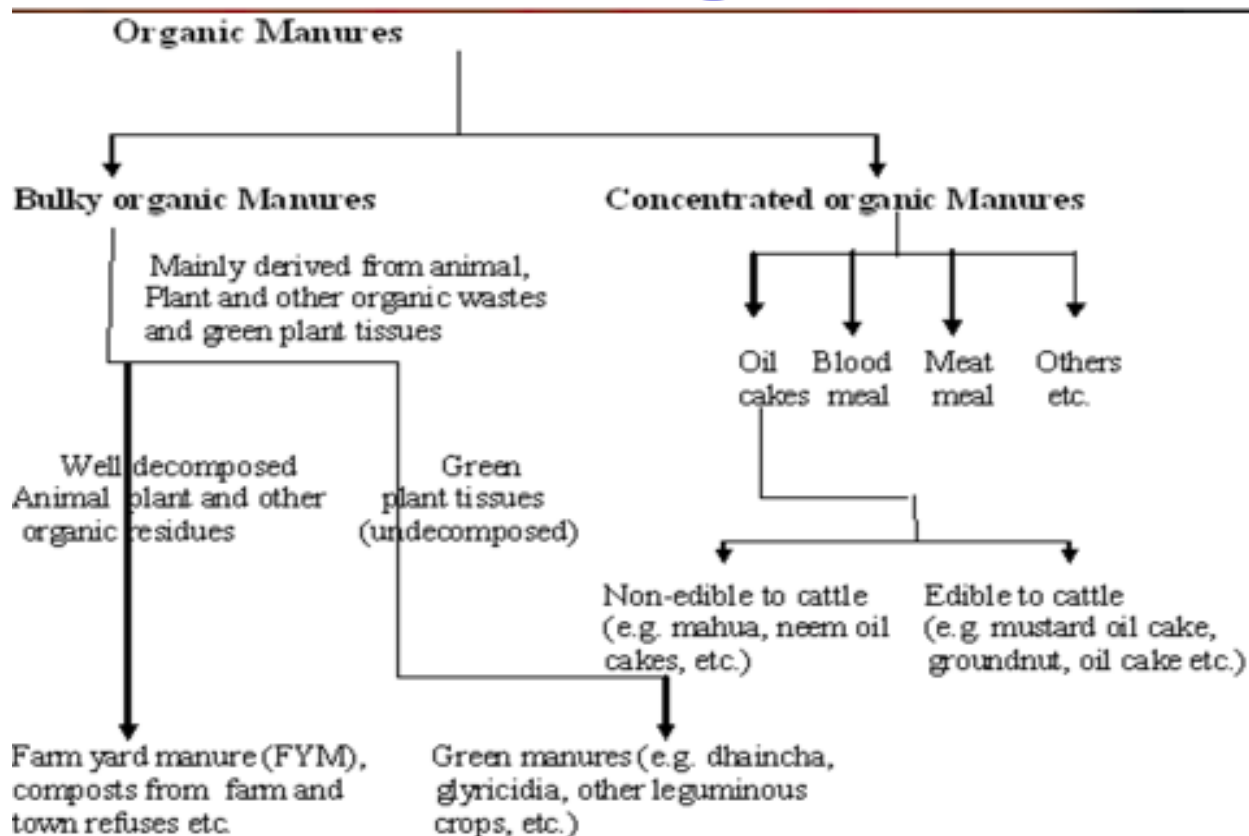 Organic Manures
Bulky organic Manures
Concentrated organic Manures
Mainly derived from animal,
Plant and other organic wastes
and green plant tissues
Oil cakes
Blood meal
Meat meal
Others etc.
Well decomposed
Animal plant and other
organic residues
Green
plant tissues
(undecomposed)
Non-edible to cattle
(e.g. mahua, neem oil
cakes, etc.)
Edible to cattle
(e.g. mustard oil cake,
groundnut, oil cake etc.)
Farm yard manure (FYM),
composts from farm and
town refuses etc.
Green manures (e.g. dhaincha,
glyricidia, other leguminous
crops, etc.)